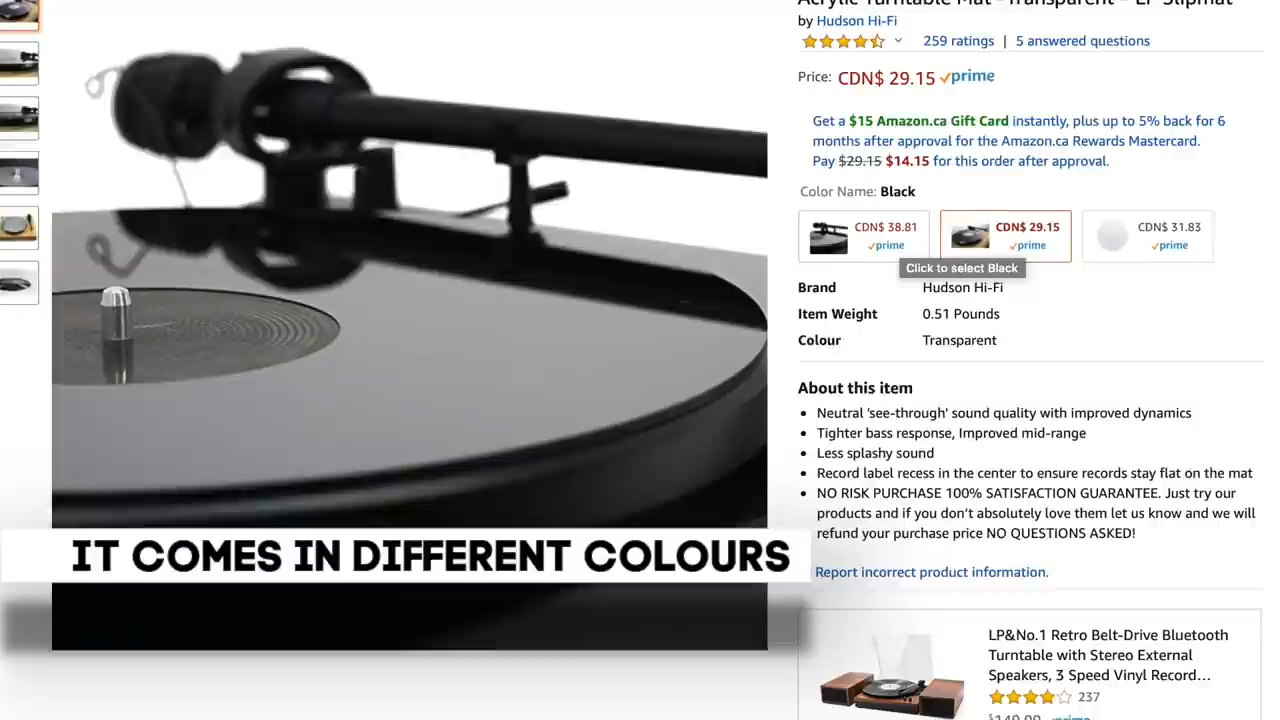 Acrylic Turntable Mat - Transparent - LP Slipmat
by Hudson Hi-Fi
259 ratings | 5 answered questions
Price: CDN$ 29.15 prime
Get a $15 Amazon.ca Gift Card instantly, plus up to 5% back for 6
months after approval for the Amazon.ca Rewards Mastercard.
Pay $29.15 $14.15 for this order after approval.
Color Name: Black
CDN$ 38.81 CDN$ 29.15 CDN$ 31.83
prime prime prime
Click to select Black
Brand Hudson Hi-Fi
Item Weight 0.51 Pounds
Colour Transparent
About this item
• Neutral 'see-through' sound quality with improved dynamics
• Tighter bass response, Improved mid-range
• Less splashy sound
• Record label recess in the center to ensure records stay flat on the mat
• NO RISK PURCHASE 100% SATISFACTION GUARANTEE. Just try our
products and if you don't absolutely love them let us know and we will
refund your purchase price NO QUESTIONS ASKED!
IT COMES IN DIFFERENT COLOURS
Report incorrect product information.
LP&No.1 Retro Belt-Drive Bluetooth
Turntable with Stereo External
Speakers, 3 Speed Vinyl Record...
237